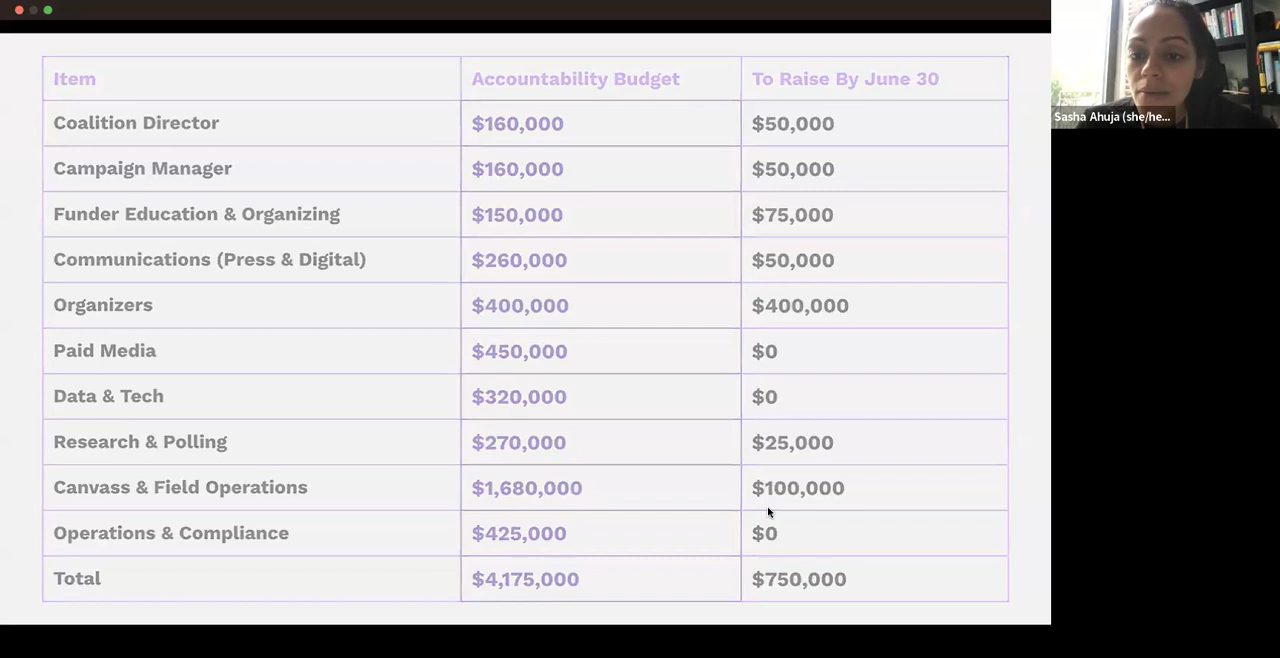 Item Accountability Budget To Raise By June 30
Coalition Director $160,000 $50,000
Campaign Manager $160,000 $50,000
Funder Education & Organizing $150,000 $75,000
Communications (Press & Digital) $260,000 $50,000
Organizers $400,000 $400,000
Paid Media $450,000 $0
Data & Tech $320,000 $0
Research & Polling $270,000 $25,000
Canvass & Field Operations $1,680,000 $100,000
Operations & Compliance $425,000 $0
Total $4,175,000 $750,000
Sasha Ahuja (she/he...